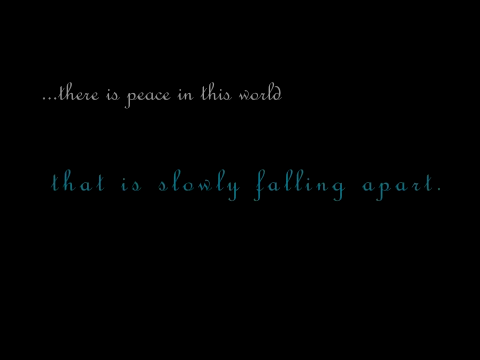 ...there is peace in this world
that is slowly falling apart.